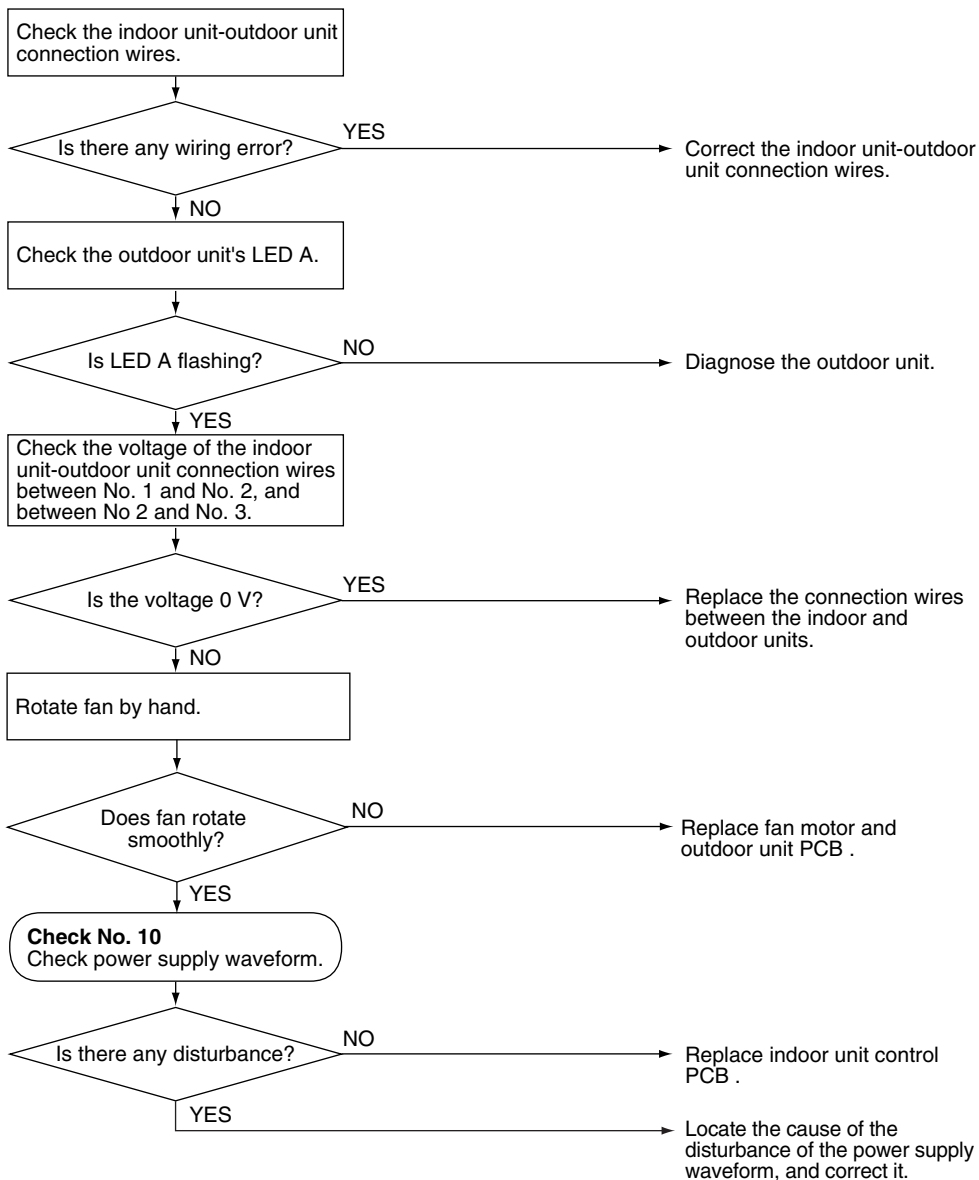 Check the indoor unit-outdoor unit
connection wires.
Is there any wiring error?
YES
Correct the indoor unit-outdoor
unit connection wires.
NO
Check the outdoor unit's LED A.
Is LED A flashing?
NO
Diagnose the outdoor unit.
YES
Check the voltage of the indoor
unit-outdoor unit connection wires
between No. 1 and No. 2, and
between No 2 and No. 3.
Is the voltage 0 V?
YES
Replace the connection wires
between the indoor and
outdoor units.
NO
Rotate fan by hand.
Does fan rotate
smoothly?
NO
Replace fan motor and
outdoor unit PCB .
YES
Check No. 10
Check power supply waveform.
Is there any disturbance?
NO
Replace indoor unit control
PCB .
YES
Locate the cause of the
disturbance of the power supply
waveform, and correct it.